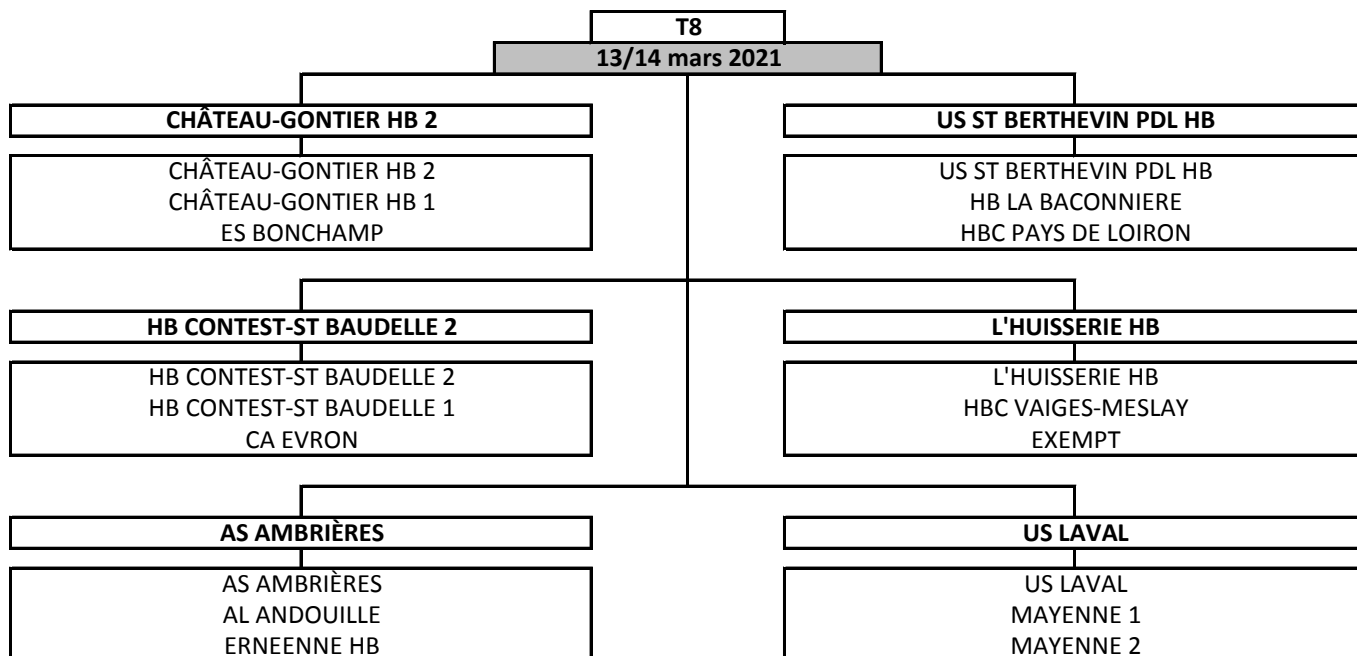 T8
13/14 mars 2021
CHÂTEAU-GONTIER HB 2
CHÂTEAU-GONTIER HB 2
CHÂTEAU-GONTIER HB 1
ES BONCHAMP
US ST BERTHEVIN PDL HB
US ST BERTHEVIN PDL HB
HB LA BACONNIERE
HBC PAYS DE LOIRON
HB CONTEST-ST BAUDELLE 2
HB CONTEST-ST BAUDELLE 2
HB CONTEST-ST BAUDELLE 1
CA EVRON
L'HUISSERIE HB
L'HUISSERIE HB
HBC VAIGES-MESLAY
EXEMPT
AS AMBRIÈRES
AS AMBRIÈRES
AL ANDOUILLE
ERNEENNE HB
US LAVAL
US LAVAL
MAYENNE 1
MAYENNE 2